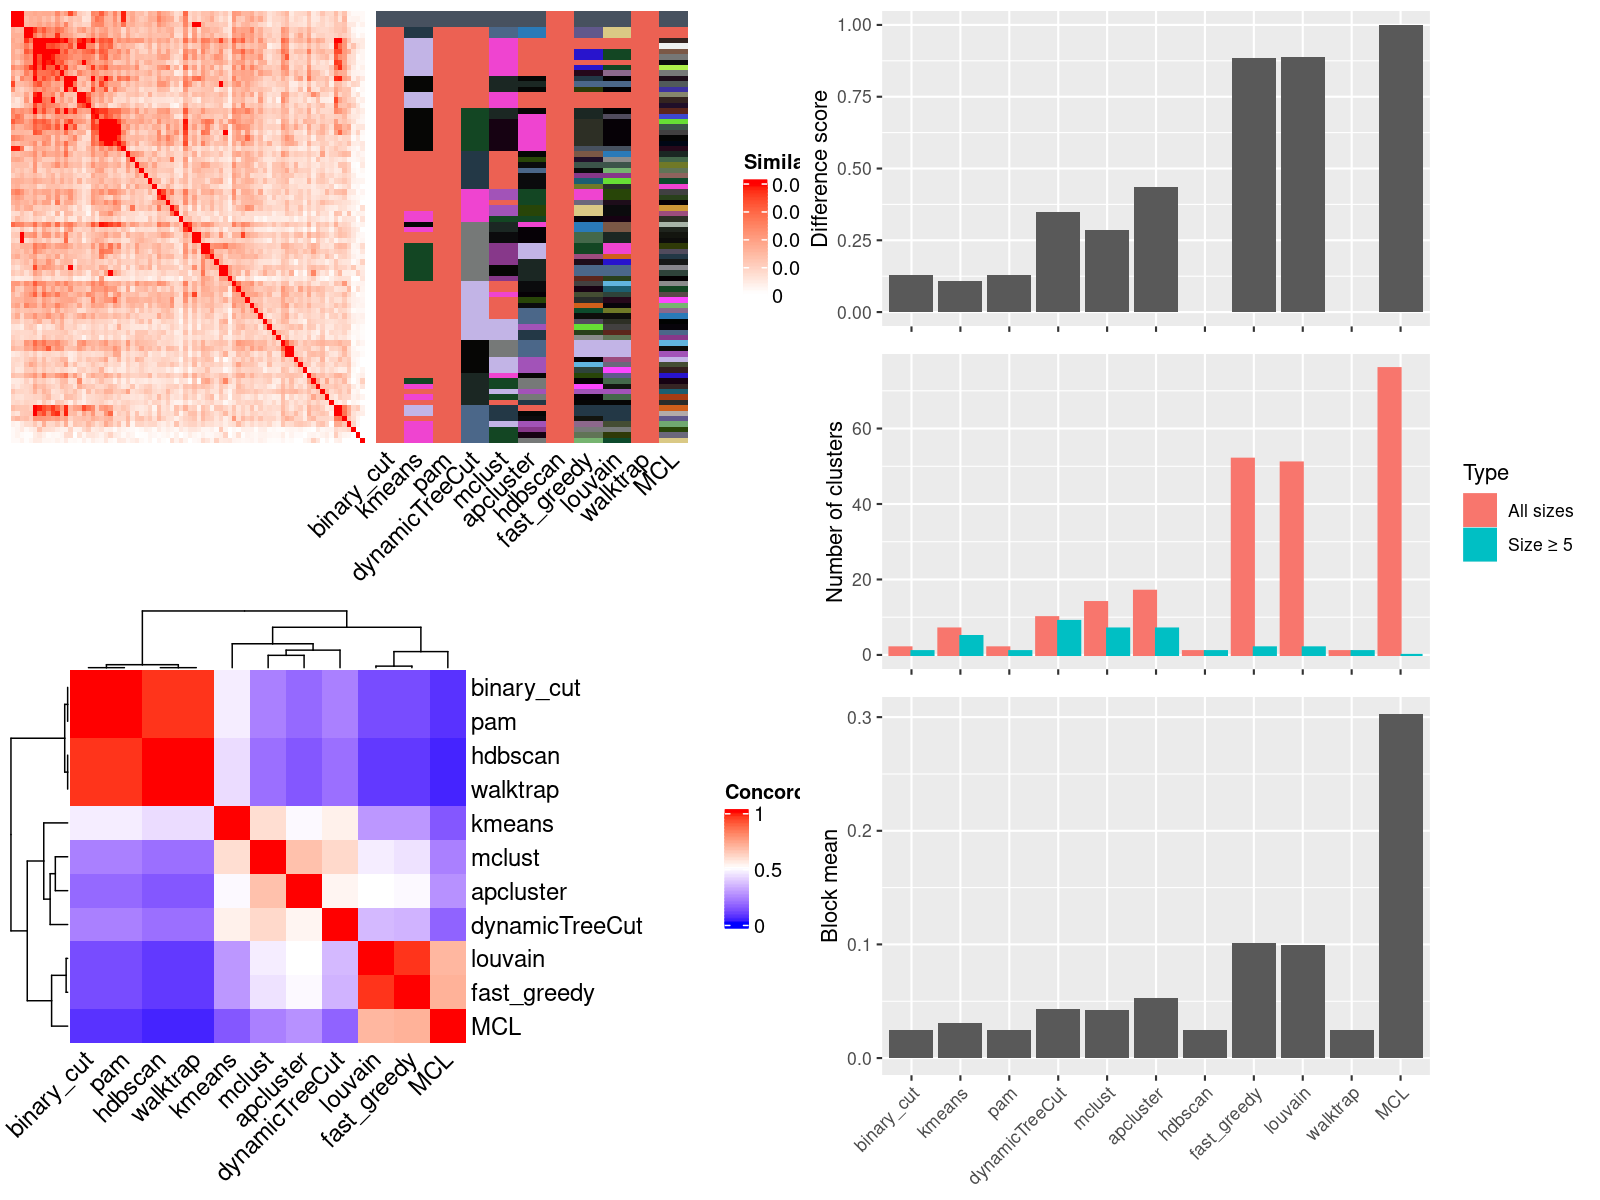 Simila
0.0
0.0
0.0
0.0
0
binary_cut
kmeans
pam
dynamicTreeCut
mclust
apcluster
hdbscan
fast_greedy
louvain
walktrap
MCL
binary_cut
pam
hdbscan
walktrap
kmeans
mclust
apcluster
dynamicTreeCut
louvain
fast_greedy
MCL
binary_cut
pam
hdbscan
walktrap
kmeans
mclust
apcluster
dynamicTreeCut
louvain
fast_greedy
MCL
Concord
1
0.5
0
Difference score
1.00
0.75
0.50
0.25
0.00
Number of clusters
60
40
20
0
Type
All sizes
Size ≥ 5
Block mean
0.3
0.2
0.1
0.0
binary_cut
kmeans
pam
dynamicTreeCut
mclust
apcluster
hdbscan
fast_greedy
louvain
walktrap
MCL